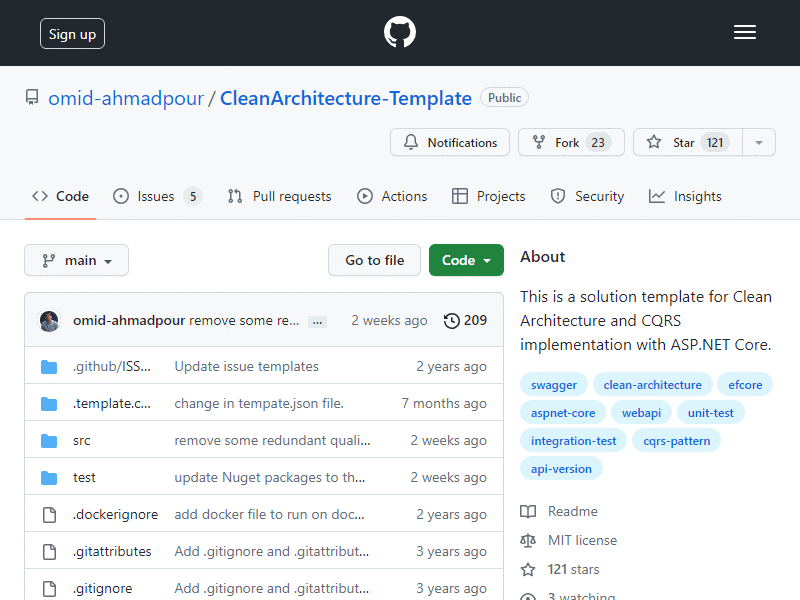 Sign up
omid-ahmadpour / CleanArchitecture-Template Public
Notifications Fork 23 Star 121
Code Issues 5 Pull requests Actions Projects Security Insights
main Go to file Code
omid-ahmadpour remove some re... ... 2 weeks ago 209
.github/ISS... Update issue templates 2 years ago
.template.c... change in tempate.json file. 7 months ago
src remove some redundant quali... 2 weeks ago
test update Nuget packages to th... 2 weeks ago
.dockerignore add docker file to run on doc... 2 years ago
.gitattributes Add .gitignore and .gitattribut... 3 years ago
.gitignore Add .gitignore and .gitattribut... 3 years ago
About
This is a solution template for Clean
Architecture and CQRS
implementation with ASP.NET Core.
swagger clean-architecture efcore
aspnet-core webapi unit-test
integration-test cqrs-pattern
api-version
Readme
MIT license
121 stars
3 watching